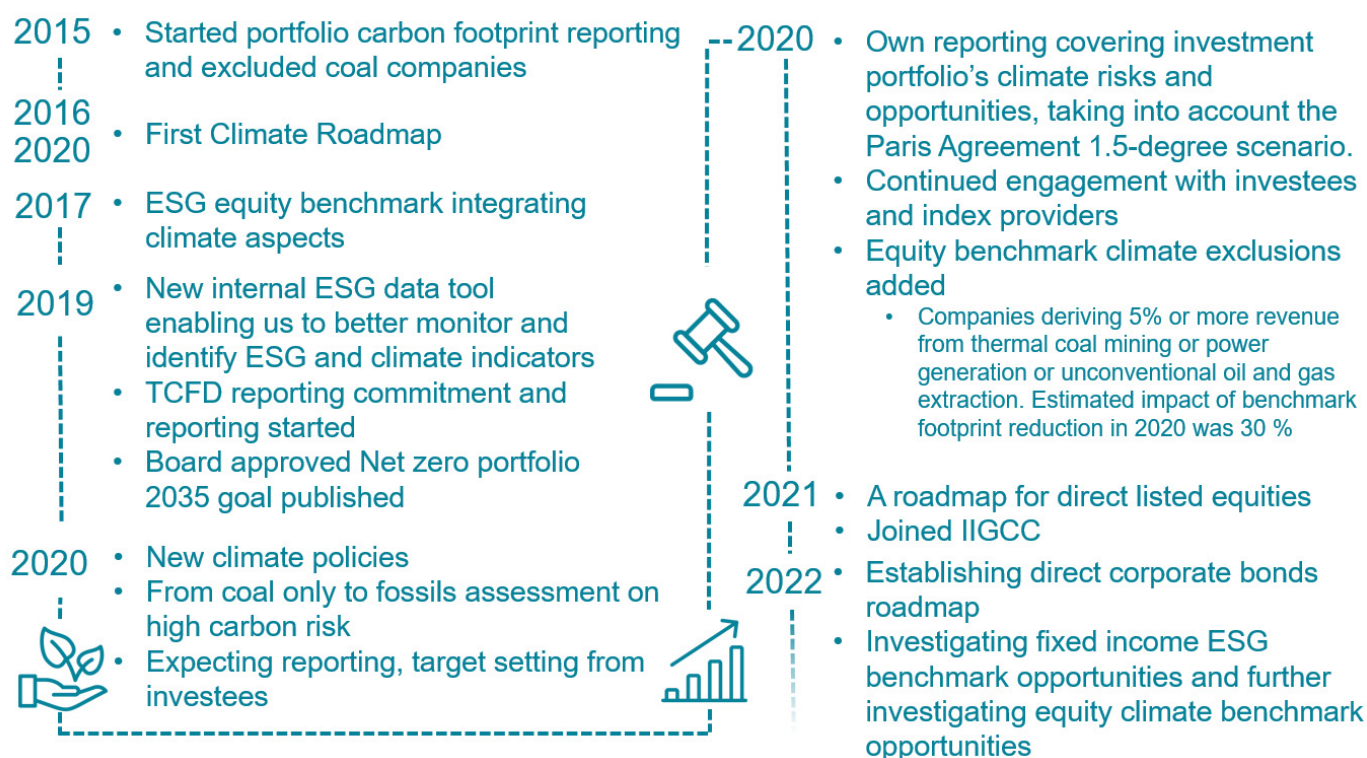 2015
• Started portfolio carbon footprint reporting
and excluded coal companies
2016
2020
• First Climate Roadmap
2017
• ESG equity benchmark integrating
climate aspects
2019
• New internal ESG data tool
enabling us to better monitor and
identify ESG and climate indicators
• TCFD reporting commitment and
reporting started
• Board approved Net zero portfolio
2035 goal published
2020
• New climate policies
• From coal only to fossils assessment on
high carbon risk
• Expecting reporting, target setting from
investees
2020
• Own reporting covering investment
portfolio’s climate risks and
opportunities, taking into account the
Paris Agreement 1.5-degree scenario.
• Continued engagement with investees
and index providers
• Equity benchmark climate exclusions
added
• Companies deriving 5% or more revenue
from thermal coal mining or power
generation or unconventional oil and gas
extraction. Estimated impact of benchmark
footprint reduction in 2020 was 30 %
2021
• A roadmap for direct listed equities
• Joined IIGCC
2022
• Establishing direct corporate bonds
roadmap
• Investigating fixed income ESG
benchmark opportunities and further
investigating equity climate benchmark
opportunities